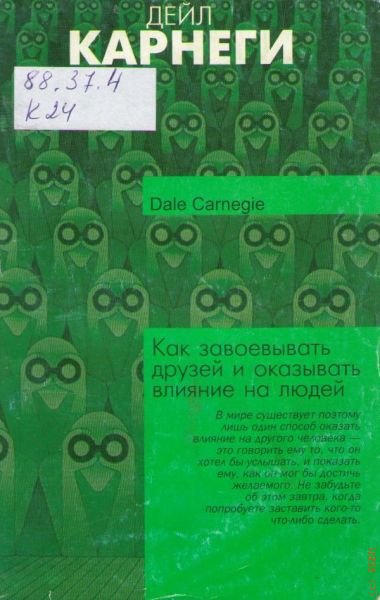 ДЕЙЛ
КАРНЕГИ
88.37.4
К24
Dale Carnegie
Как завоевывать
друзей и оказывать
влияние на людей
В мире существует поэтому
лишь один способ оказать
влияние на другого человека —
это говорить ему то, что он
хотел бы услышать, и показать
ему, как он мог бы достичь
желаемого. Не забудьте
об этом завтра, когда
попробуете заставить кого-то
что-либо сделать.